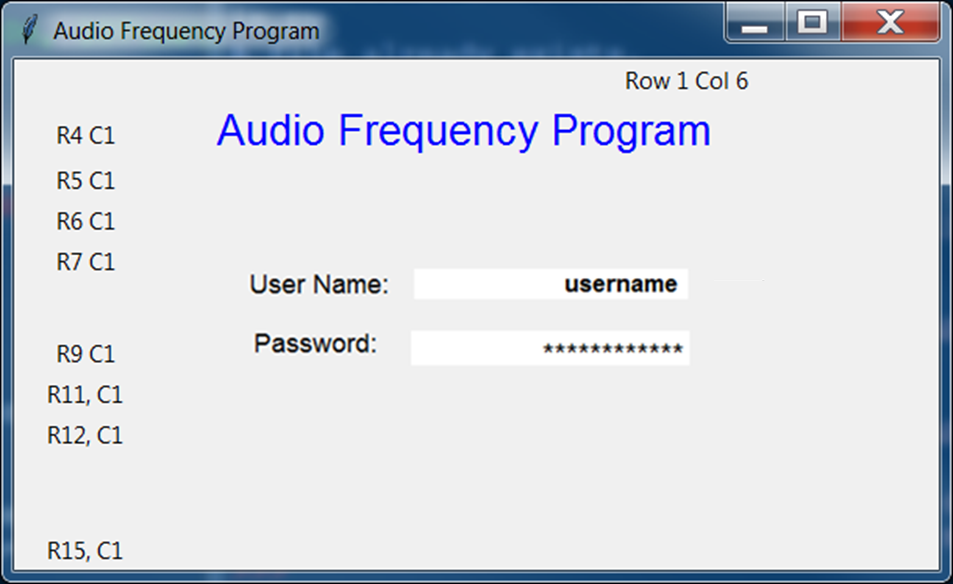 Audio Frequency Program
Row 1 Col 6
R4 C1
Audio Frequency Program
R5 C1
R6 C1
R7 C1
User Name: username
Password: ************
R9 C1
R11, C1
R12, C1
R15, C1